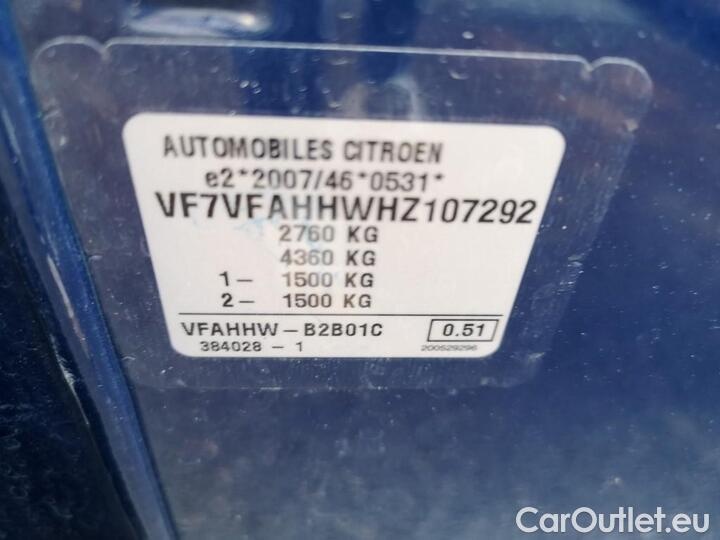 AUTOMOBILES CITROEN
e2*2007/46*0531*
VF7VFAHHWHZ107292
2760 KG
4360 KG
1- 1500 KG
2- 1500 KG
VFAHHW-B2B01C 0.51
384028 - 1 200529296
CarOutlet.eu